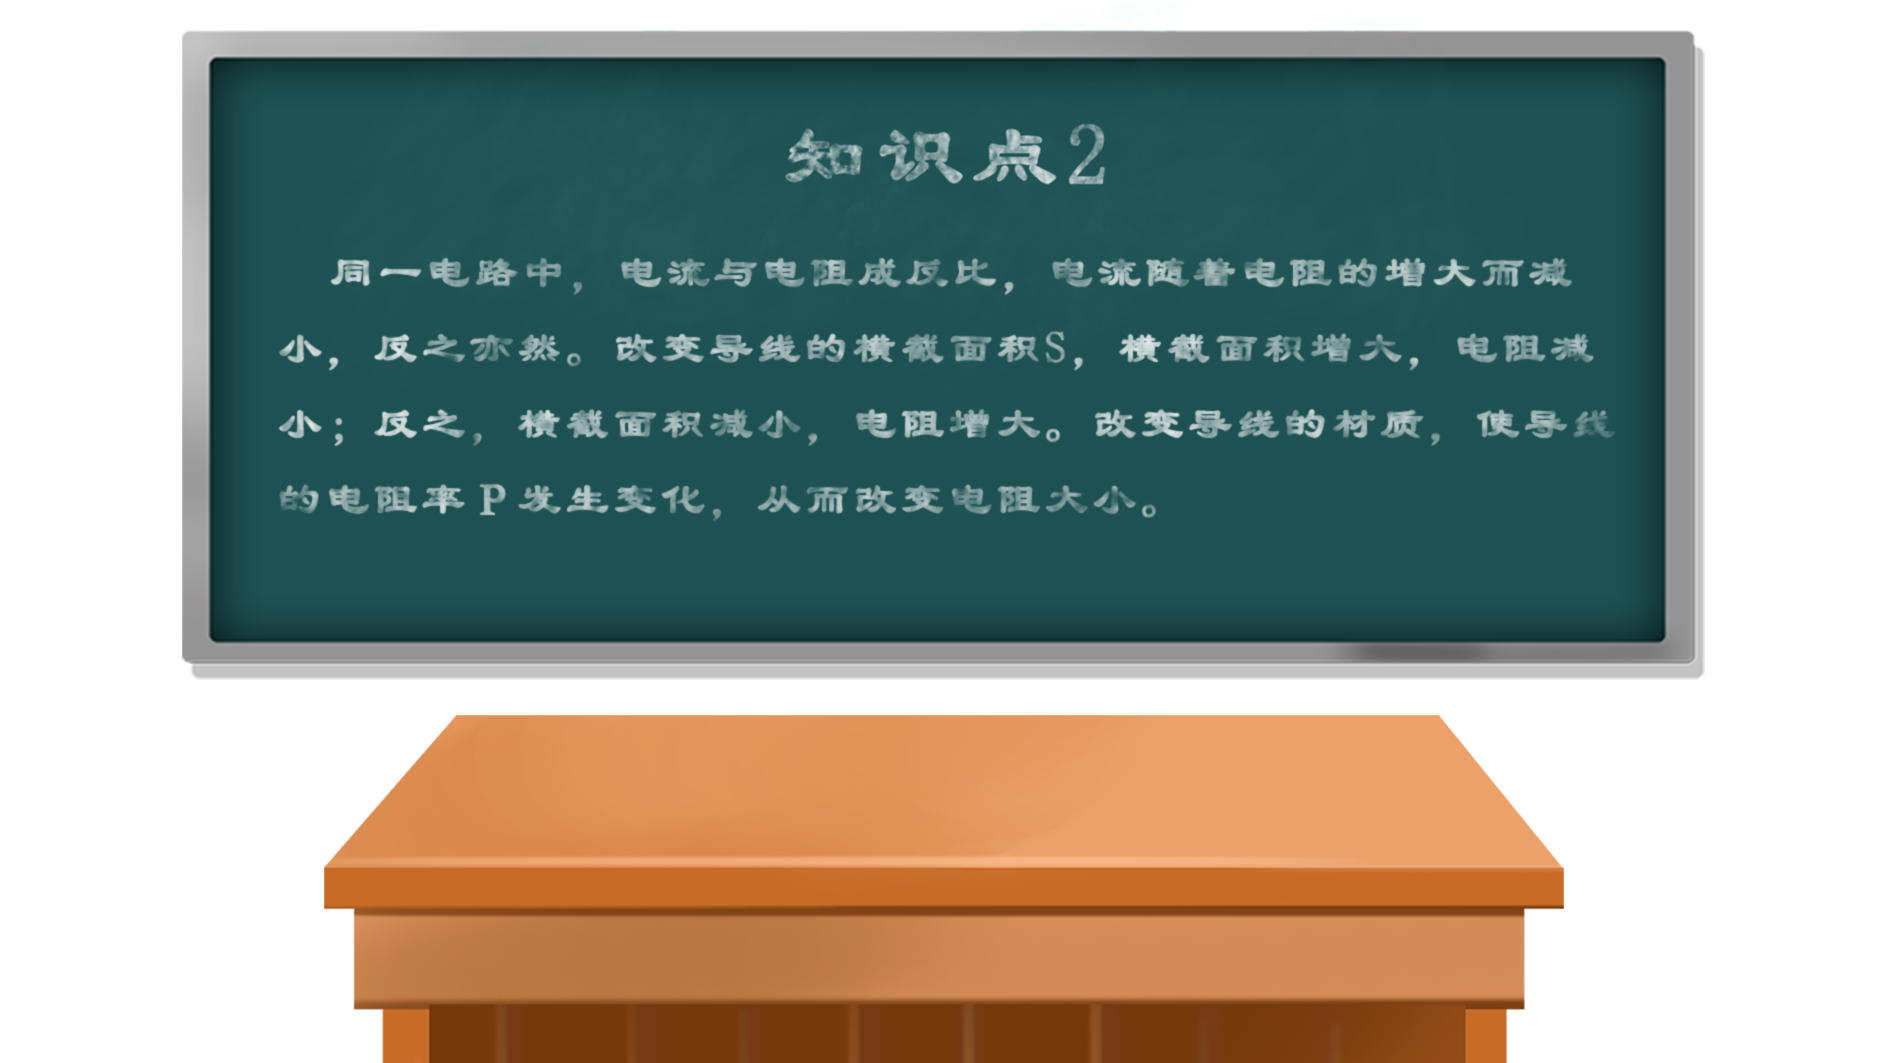 知识点2
同一电路中，电流与电阻成反比，电流随着电阻的增大而减
小，反之亦然。改变导线的横截面积S，横截面积增大，电阻减
小；反之，横截面积减小，电阻增大。改变导线的材质，使导线
的电阻率 P 发生变化，从而改变电阻大小。